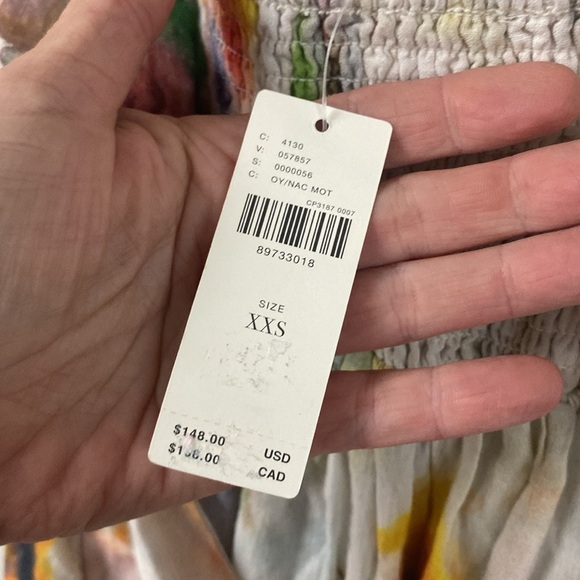 C: 4130
V: 057857
S: 0000056
C: OY/NAC MOT
CP3187 0007
89733018
SIZE
XXS
$148.00 USD
CAD